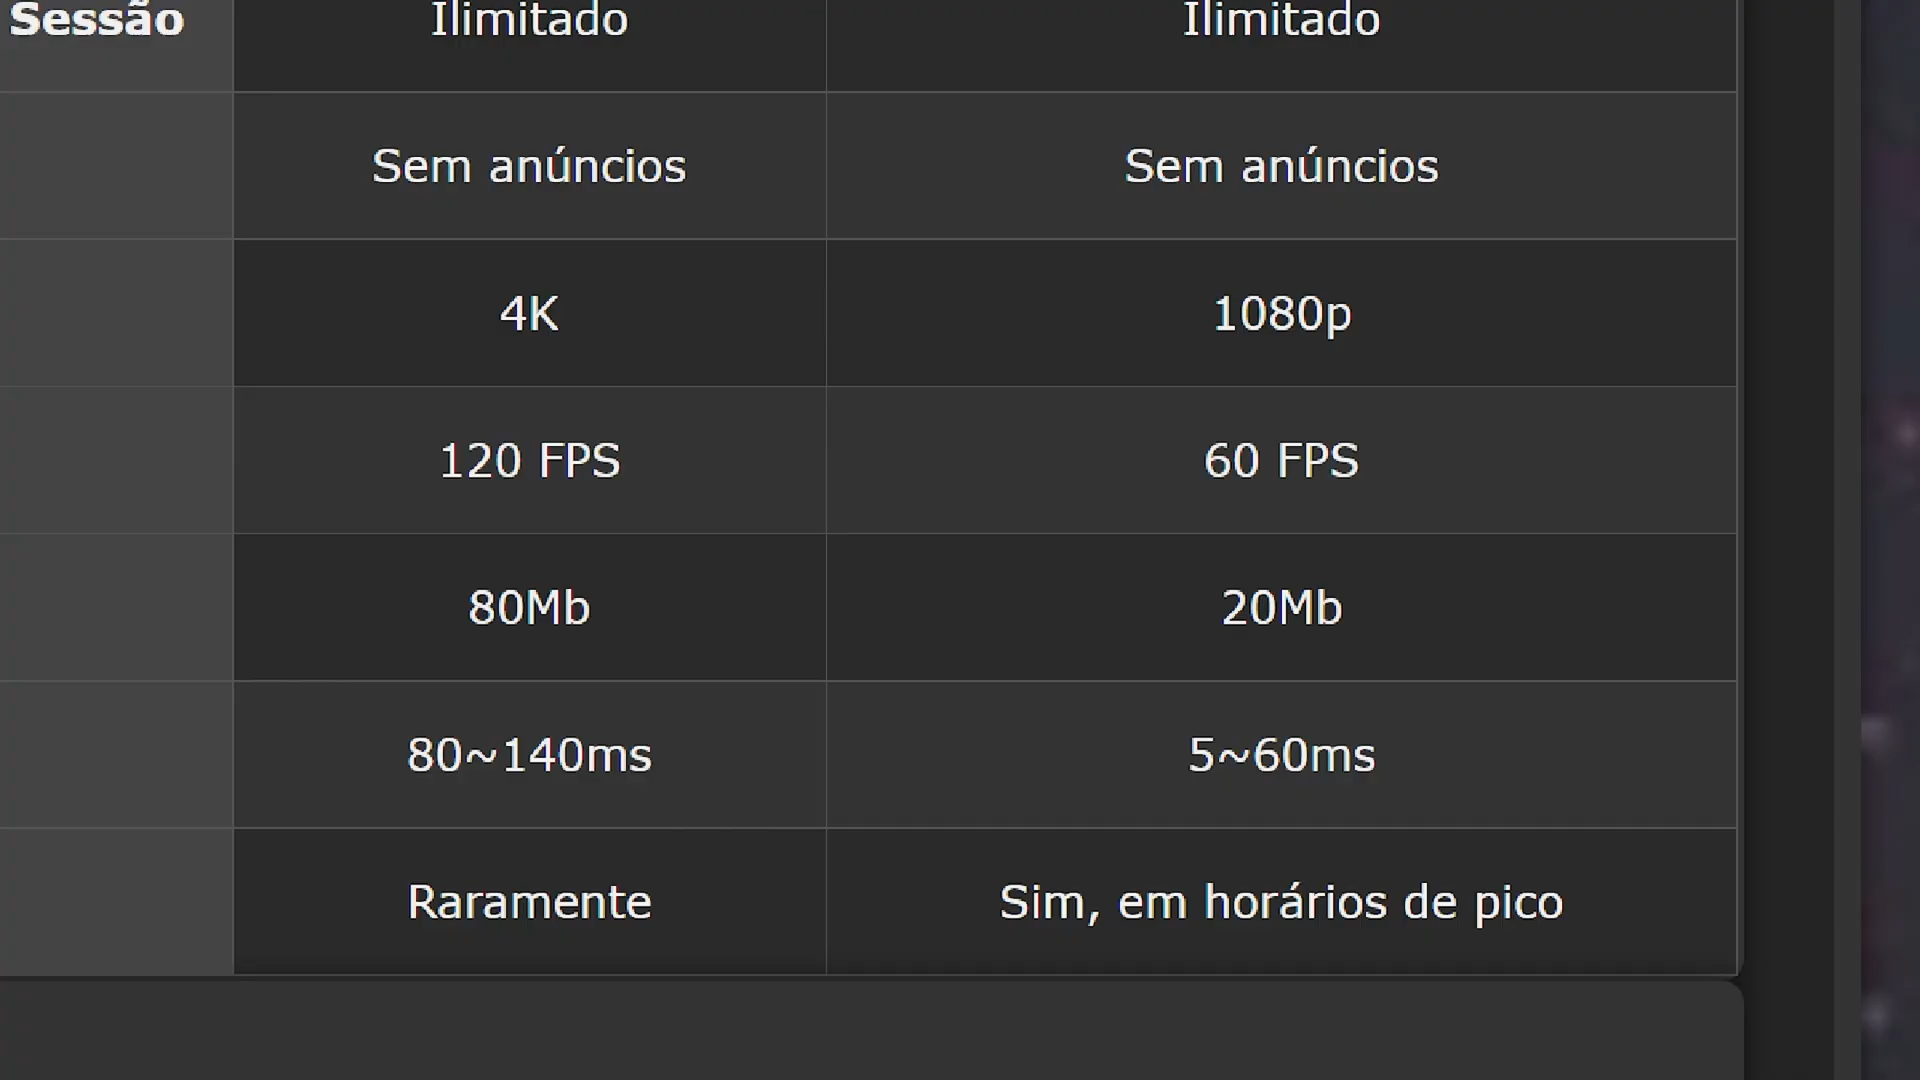 Sessão Ilimitado Ilimitado
Sem anúncios Sem anúncios
4K 1080p
120 FPS 60 FPS
80Mb 20Mb
80~140ms 5~60ms
Raramente Sim, em horários de pico